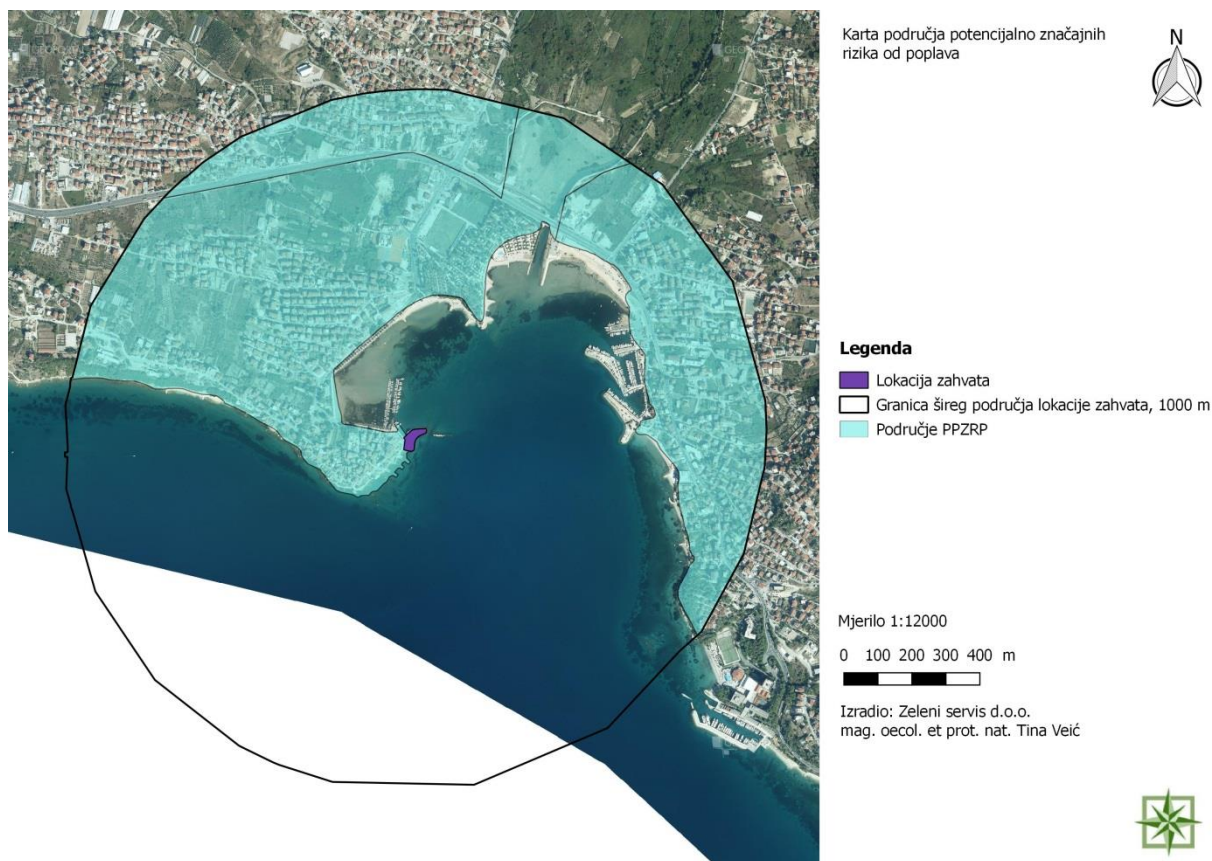 Karta područja potencijalno značajnih
rizika od poplava
N
Legenda
Lokacija zahvata
Granica šireg područja lokacije zahvata, 1000 m
Područje PPZRP
Mjerilo 1:12000
0 100 200 300 400 m
Izradio: Zeleni servis d.o.o.
mag. oecol. et prot. nat. Tina Veić